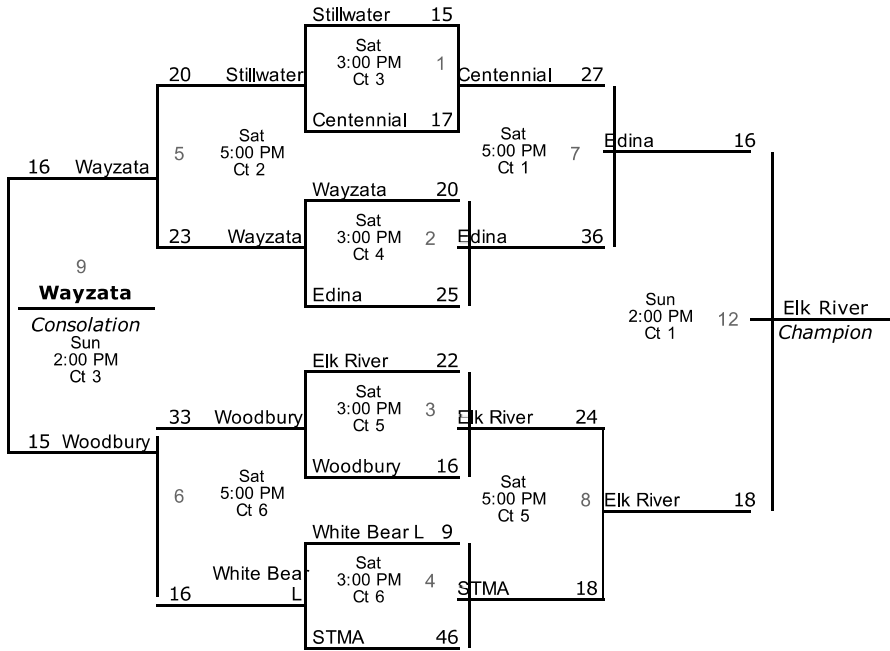 Stillwater 15
Sat
3:00 PM 1
Ct 3
20 Stillwater
Centennial 27
Centennial 17
5
Sat
5:00 PM
Ct 2
Sat
5:00 PM 7
Ct 1
Edina 16
16 Wayzata
Wayzata 20
Sat
3:00 PM 2
Ct 4
23 Wayzata
Edina 36
Edina 25
9
Wayzata
Consolation
Sun
2:00 PM
Ct 3
Sun
2:00 PM 12
Ct 1
Elk River
Champion
Elk River 22
Sat
3:00 PM 3
Ct 5
33 Woodbury
Elk River 24
15 Woodbury
Woodbury 16
6
Sat
5:00 PM
Ct 6
Sat
5:00 PM 8
Ct 5
Elk River 18
White Bear L 9
Sat
3:00 PM 4
Ct 6
16 White Bear
L
STMA 18
STMA 46